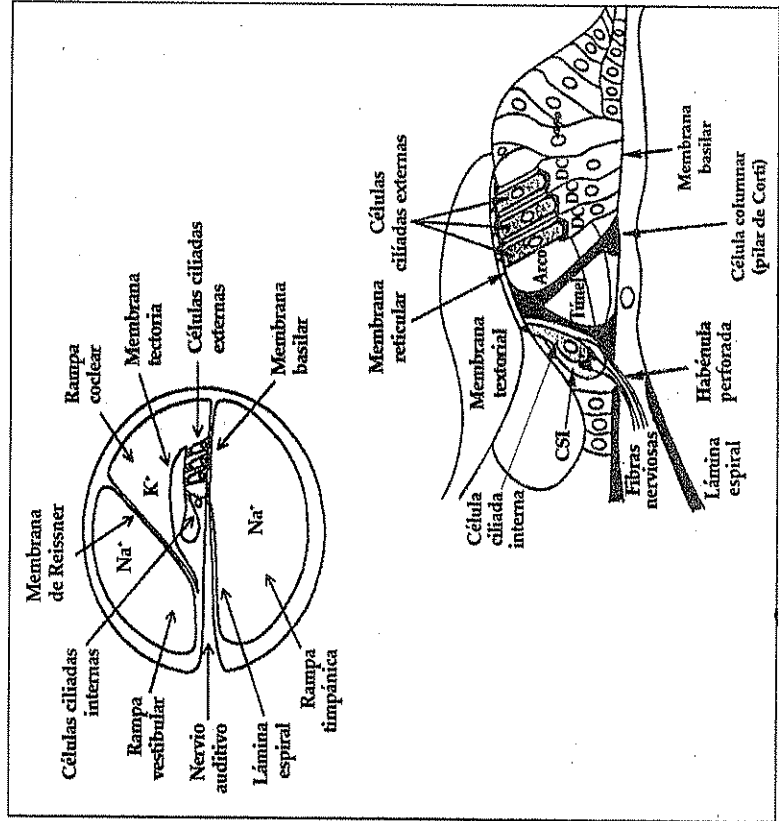 Rampa
coclear
Membrana
tectoria
Células ciliadas
externas
Membrana
basilar
Membrana
de Reissner
Na⁺
K⁺
Na⁺
Células ciliadas
internas
Rampa
vestibular
Nervio
auditivo
Lámina
espiral
Rampa
timpánica
Células
ciliadas externas
Membrana
reticular
Membrana
textorial
Célula
ciliada
interna
CSI
Arco
Túnel
DC
DC
DC
Fibras
nerviosas
Lámina
espiral
Habénula
perforada
Célula columnar
(pilar de Corti)
Membrana
basilar